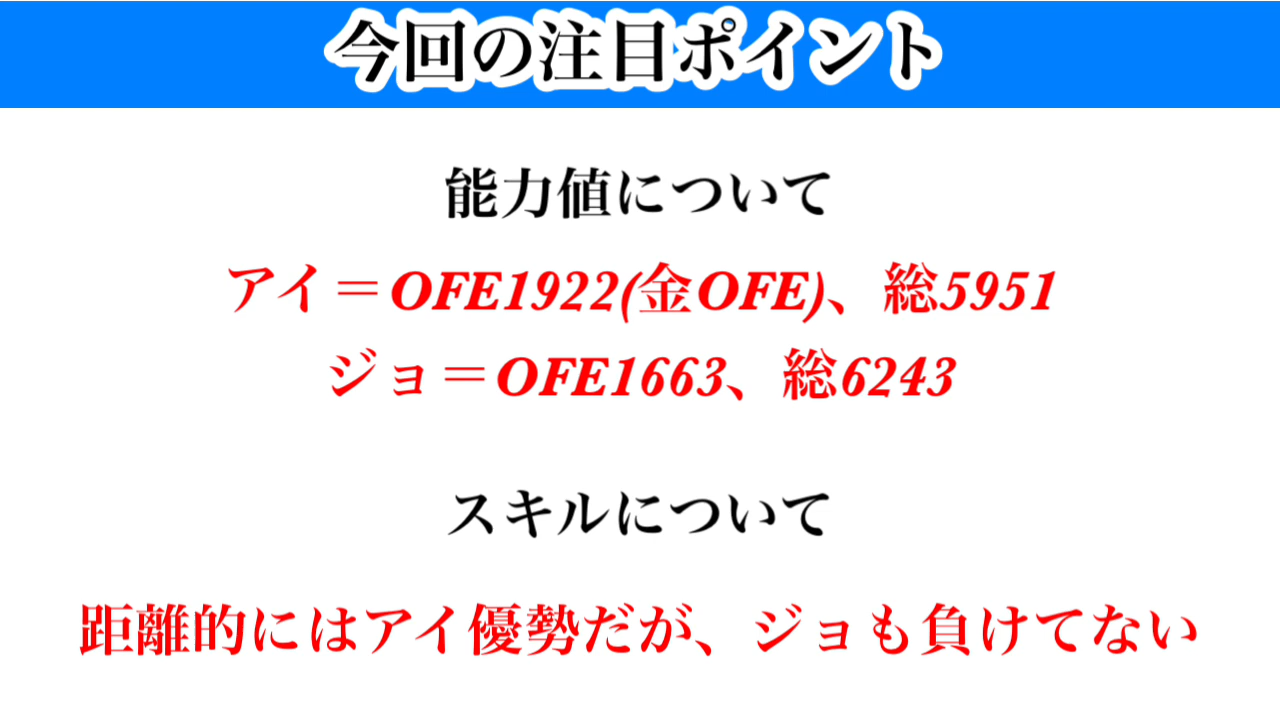 今回の注目ポイント
能力値について
アイ＝OFE1922(金OFE)、総5951
ジョ＝OFE1663、総6243
スキルについて
距離的にはアイ優勢だが、ジョも負けてない